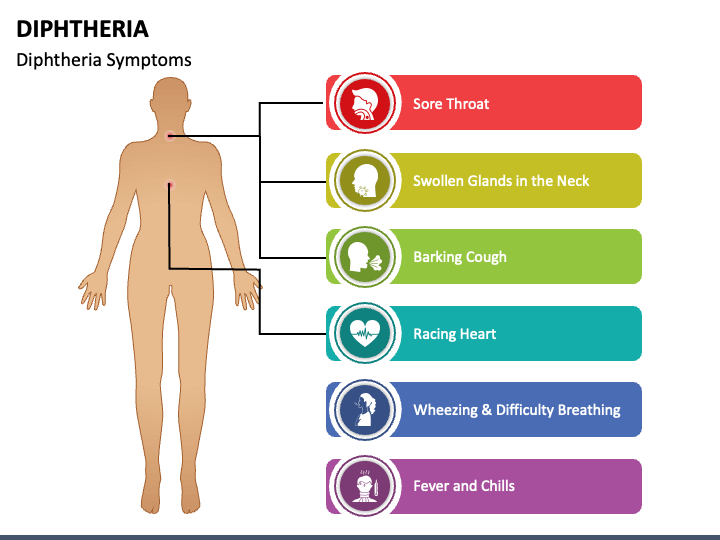 DIPHTHERIA
Diphtheria Symptoms
Sore Throat
Swollen Glands in the Neck
Barking Cough
Racing Heart
Wheezing & Difficulty Breathing
Fever and Chills